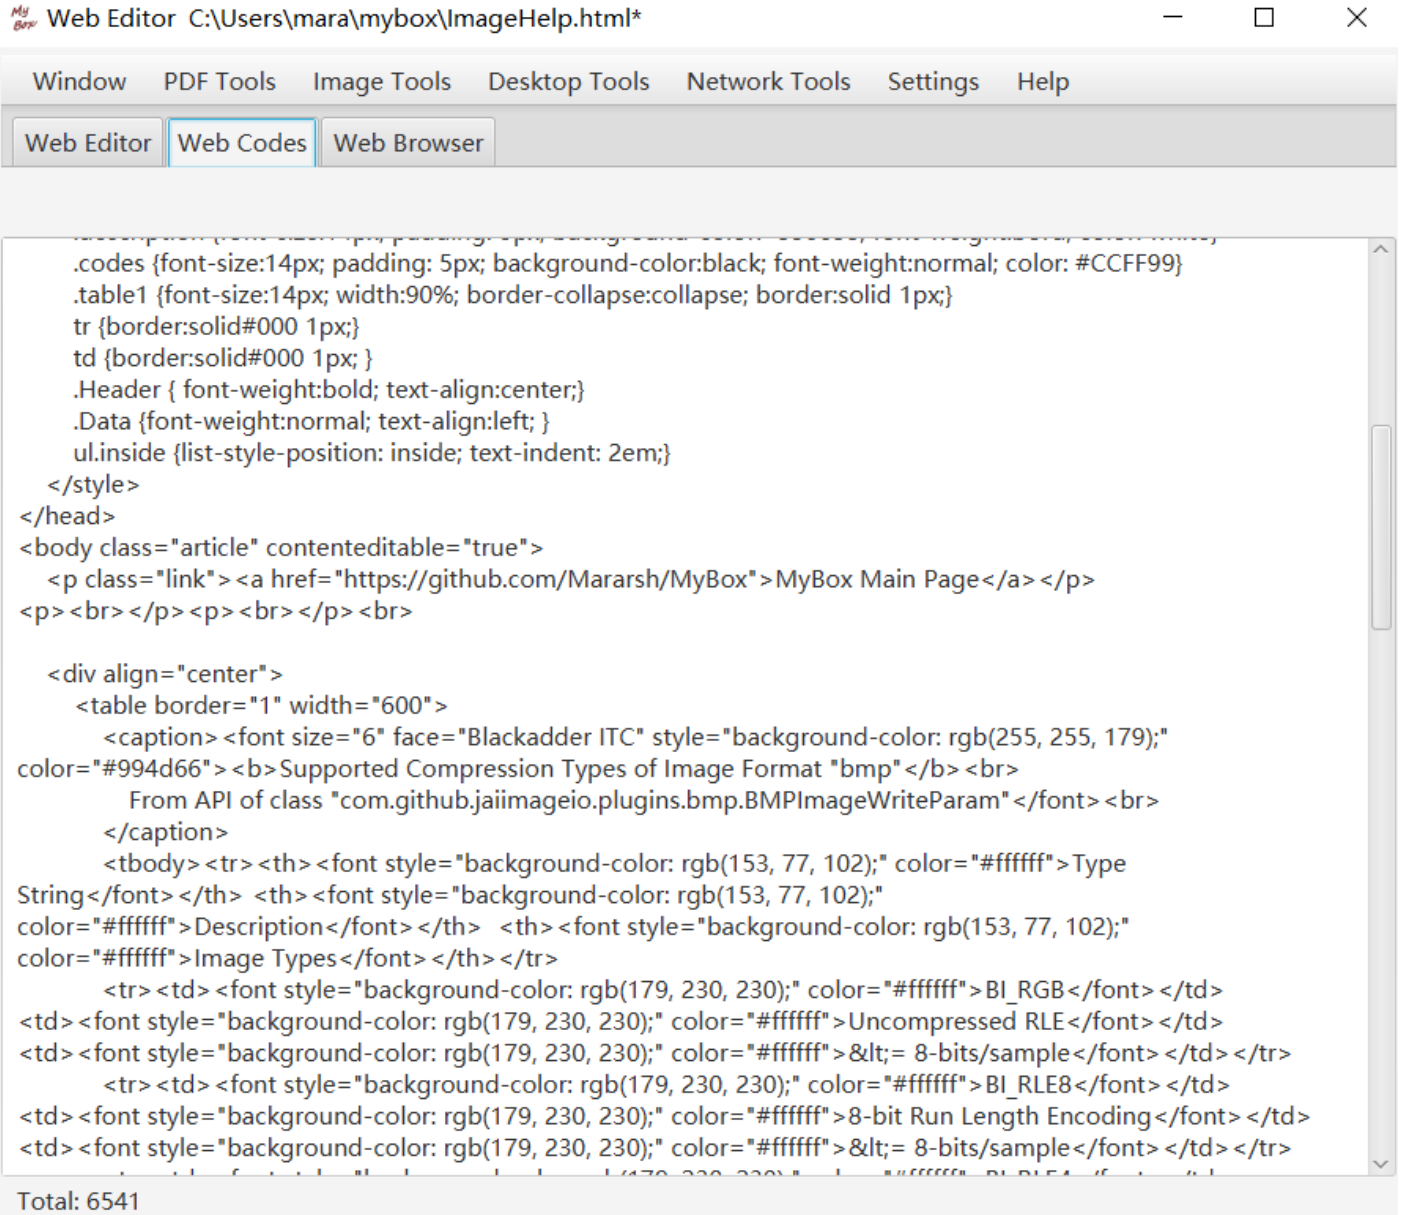 My Box Web Editor C:\Users\mara\mybox\ImageHelp.html*
Window PDF Tools Image Tools Desktop Tools Network Tools Settings Help
Web Editor Web Codes Web Browser
.codes {font-size:14px; padding: 5px; background-color:black; font-weight:normal; color: #CCFF99}
.table1 {font-size:14px; width:90%; border-collapse:collapse; border:solid 1px;}
tr {border:solid#000 1px;}
td {border:solid#000 1px; }
.Header { font-weight:bold; text-align:center;}
.Data {font-weight:normal; text-align:left; }
ul.inside {list-style-position: inside; text-indent: 2em;}
</style>
</head>
<body class="article" contenteditable="true">
<p class="link"><a href="https://github.com/Mararsh/MyBox">MyBox Main Page</a></p>
<p><br></p><p><br></p><br>
<div align="center">
<table border="1" width="600">
<caption><font size="6" face="Blackadder ITC" style="background-color: rgb(255, 255, 179);"
color="#994d66"><b>Supported Compression Types of Image Format "bmp"</b><br>
From API of class "com.github.jaiimageio.plugins.bmp.BMPImageWriteParam"</font><br>
</caption>
<tbody><tr><th><font style="background-color: rgb(153, 77, 102);" color="#ffffff">Type
String</font></th> <th><font style="background-color: rgb(153, 77, 102);"
color="#ffffff">Description</font></th> <th><font style="background-color: rgb(153, 77, 102);"
color="#ffffff">Image Types</font></th></tr>
<tr><td><font style="background-color: rgb(179, 230, 230);" color="#ffffff">BI_RGB</font></td>
<td><font style="background-color: rgb(179, 230, 230);" color="#ffffff">Uncompressed RLE</font></td>
<td><font style="background-color: rgb(179, 230, 230);" color="#ffffff">&lt;= 8-bits/sample</font></td></tr>
<tr><td><font style="background-color: rgb(179, 230, 230);" color="#ffffff">BI_RLE8</font></td>
<td><font style="background-color: rgb(179, 230, 230);" color="#ffffff">8-bit Run Length Encoding</font></td>
<td><font style="background-color: rgb(179, 230, 230);" color="#ffffff">&lt;= 8-bits/sample</font></td></tr>
Total: 6541